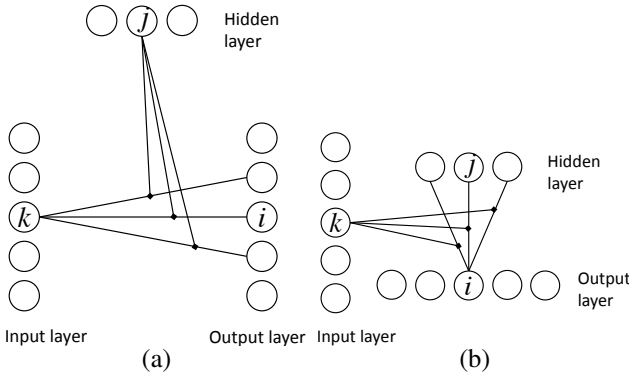 j
Hidden
layer
k
i
Input layer
Output layer
(a)
j
Hidden
layer
k
i
Output
layer
Input layer
(b)